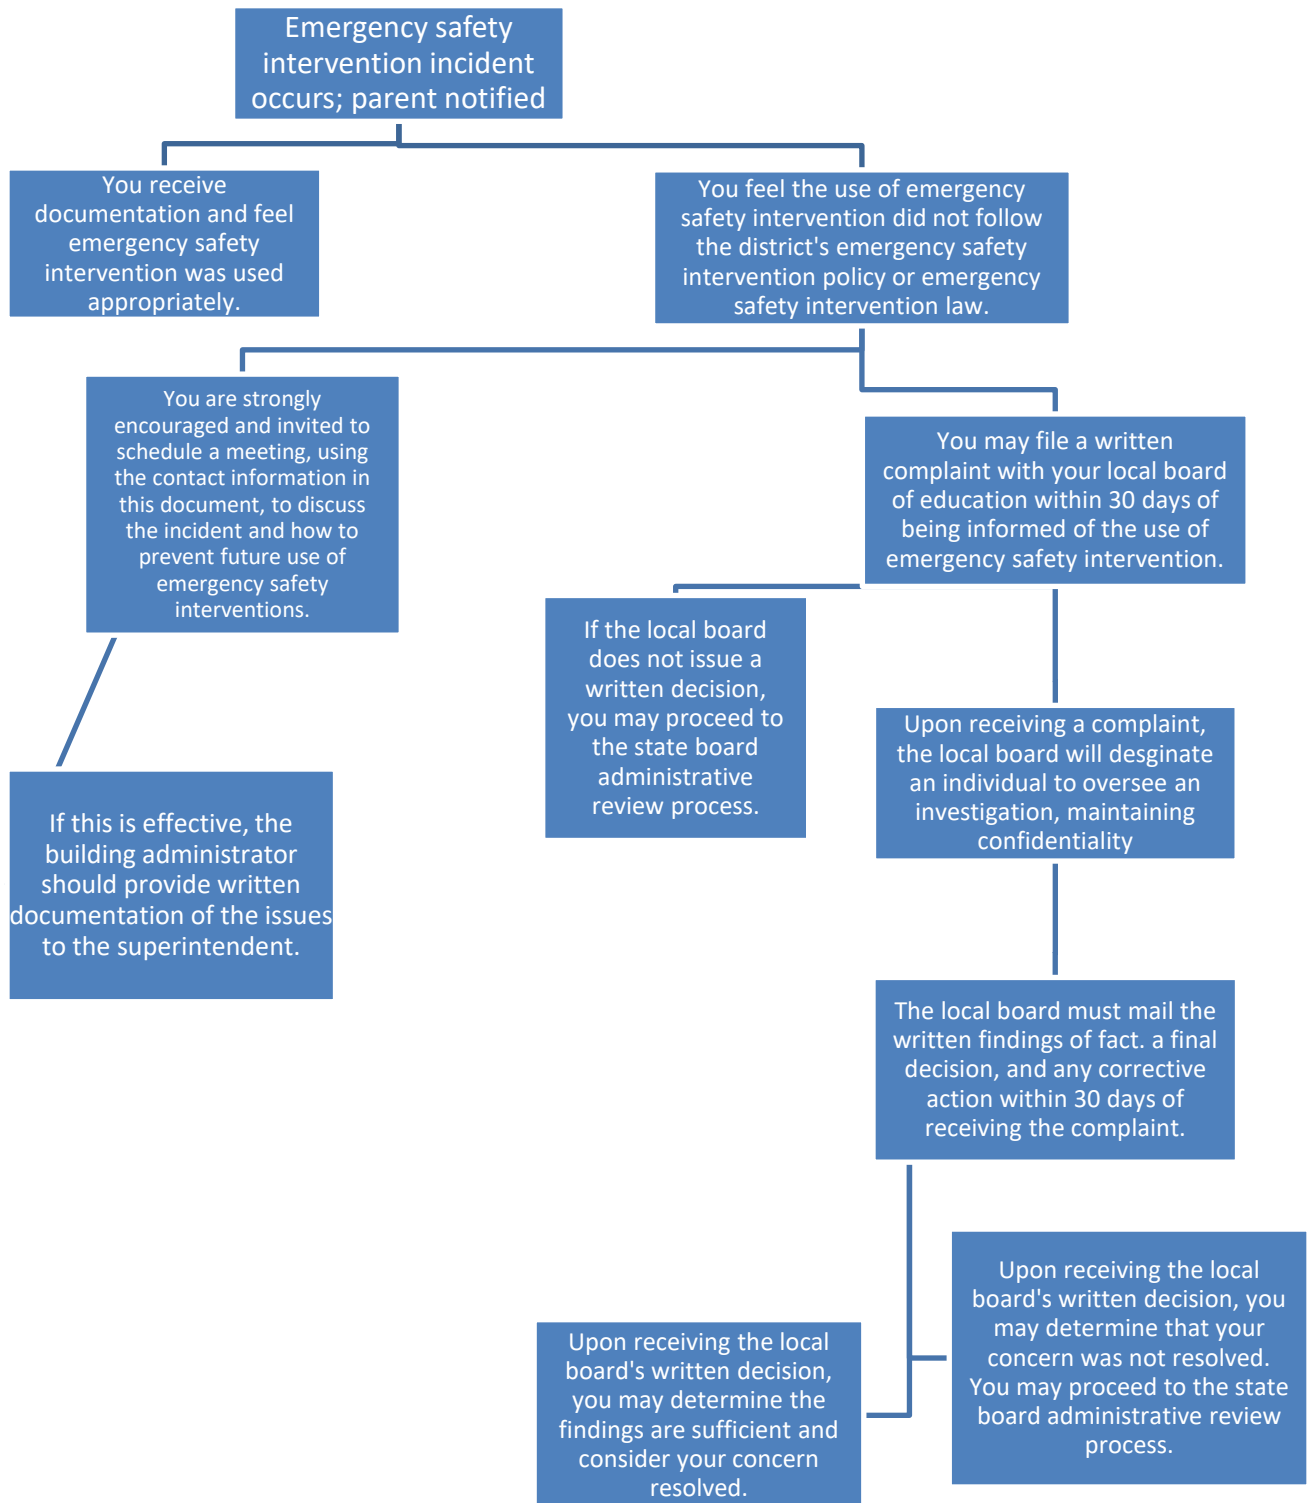 Emergency safety
intervention incident
occurs; parent notified
You receive
documentation and feel
emergency safety
intervention was used
appropriately.
You feel the use of emergency
safety intervention did not follow
the district's emergency safety
intervention policy or emergency
safety intervention law.
You are strongly
encouraged and invited to
schedule a meeting, using
the contact information in
this document, to discuss
the incident and how to
prevent future use of
emergency safety
interventions.
You may file a written
complaint with your local board
of education within 30 days of
being informed of the use of
emergency safety intervention.
If the local board
does not issue a
written decision,
you may proceed to
the state board
administrative
review process.
Upon receiving a complaint,
the local board will desginate
an individual to oversee an
investigation, maintaining
confidentiality
If this is effective, the
building administrator
should provide written
documentation of the issues
to the superintendent.
The local board must mail the
written findings of fact. a final
decision, and any corrective
action within 30 days of
receiving the complaint.
Upon receiving the local
board's written decision, you
may determine that your
concern was not resolved.
You may proceed to the state
board administrative review
process.
Upon receiving the local
board's written decision,
you may determine the
findings are sufficient and
consider your concern
resolved.